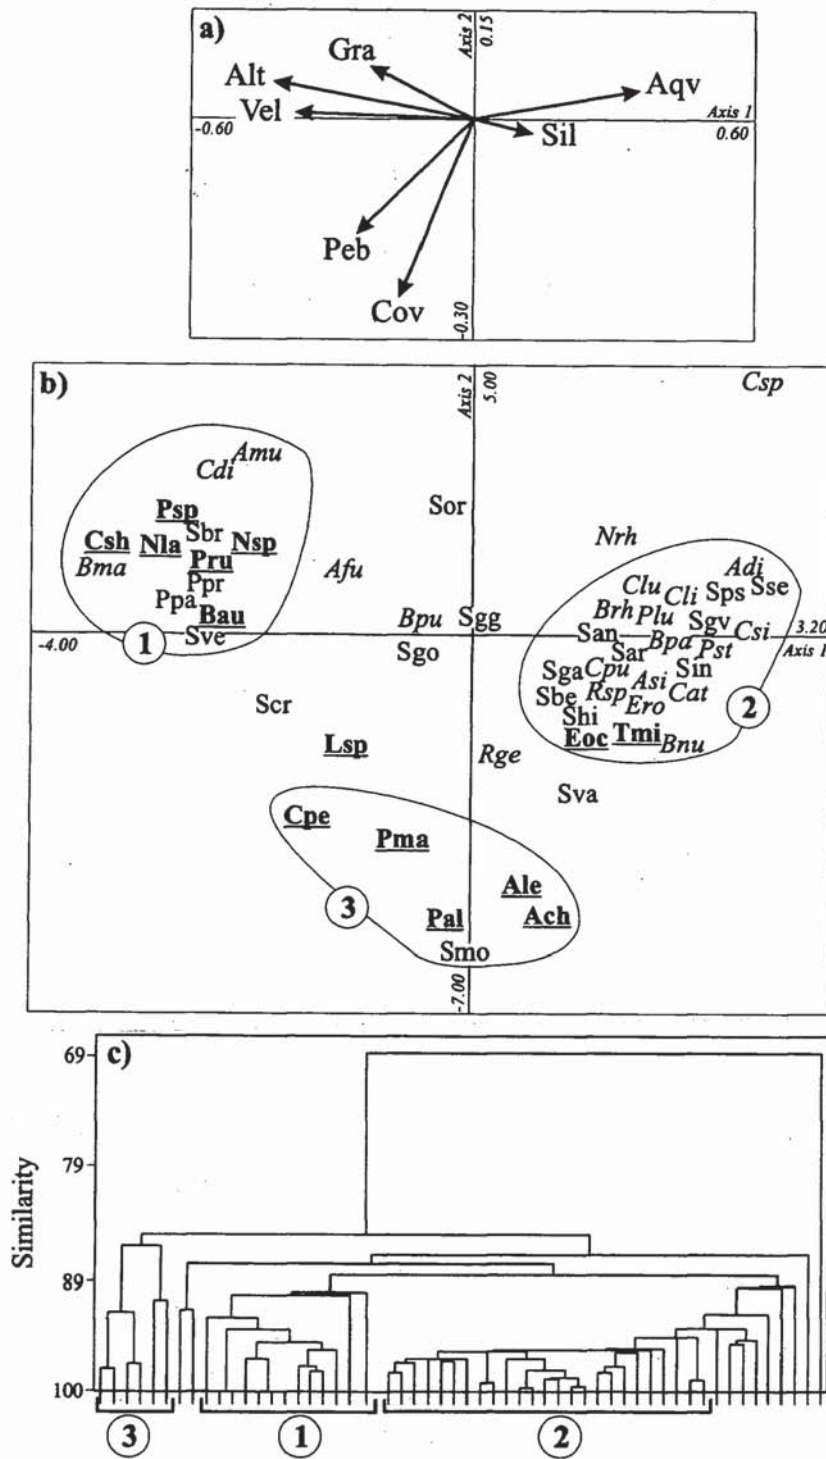 a)
Axis 2
0.15
Gra
Alt
Aqv
Vel
Axis 1
-0.60
0.60
Sil
Peb
Cov
-0.30
b)
Axis 2
5.00
Csp
Amu
Cdi
Sor
Psp
Sbr
Nrh
Csh Nla Nsp
Pru
Bma
Afu
Adi
Clu Cli Sps Sse
Ppr
Ppa
Brh Plu Sgv
Bau
Bpu Sgg
San Bpa Csi
3.20
-4.00
1
Sve
Sgo
Sar Pst
Axis 1
Sga Cpu Asi Sin
Scr
Sbe Rsp Ero Cat
2
Shi
Lsp
Eoc Tmi Bnu
Rge
Sva
Cpe
Pma
Ale
3
Pal Ach
Smo
-7.00
c)
69
79
Similarity
89
100
3 1 2